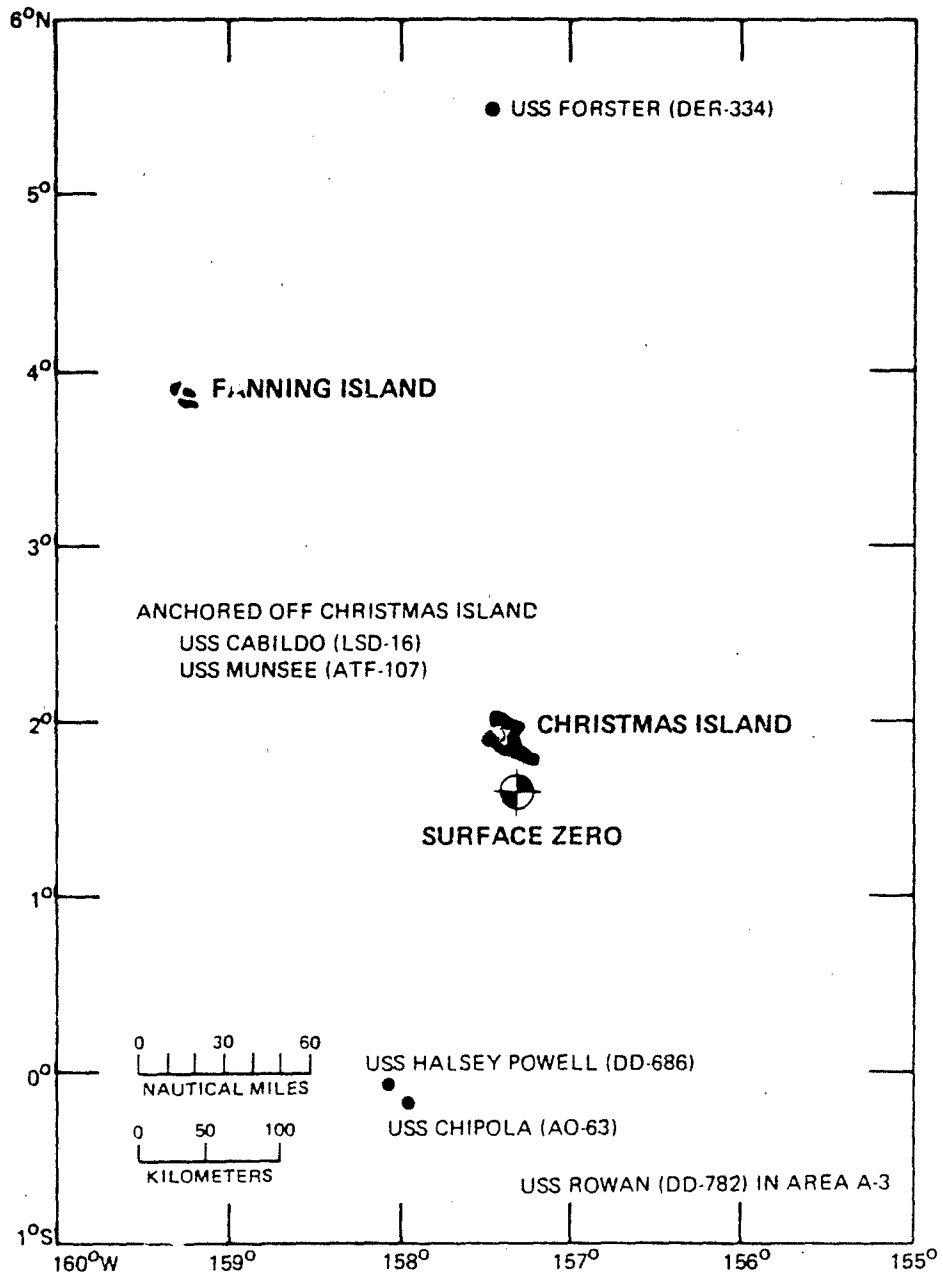 6°N
USS FORSTER (DER-334)
5°
4°
FANNING ISLAND
3°
ANCHORED OFF CHRISTMAS ISLAND
USS CABILDO (LSD-16)
USS MUNSEE (ATF-107)
2°
CHRISTMAS ISLAND
SURFACE ZERO
1°
0 30 60
NAUTICAL MILES
USS HALSEY POWELL (DD-686)
0°
USS CHIPOLA (AO-63)
0 50 100
KILOMETERS
USS ROWAN (DD-782) IN AREA A-3
1°S
160°W 159° 158° 157° 156° 155°